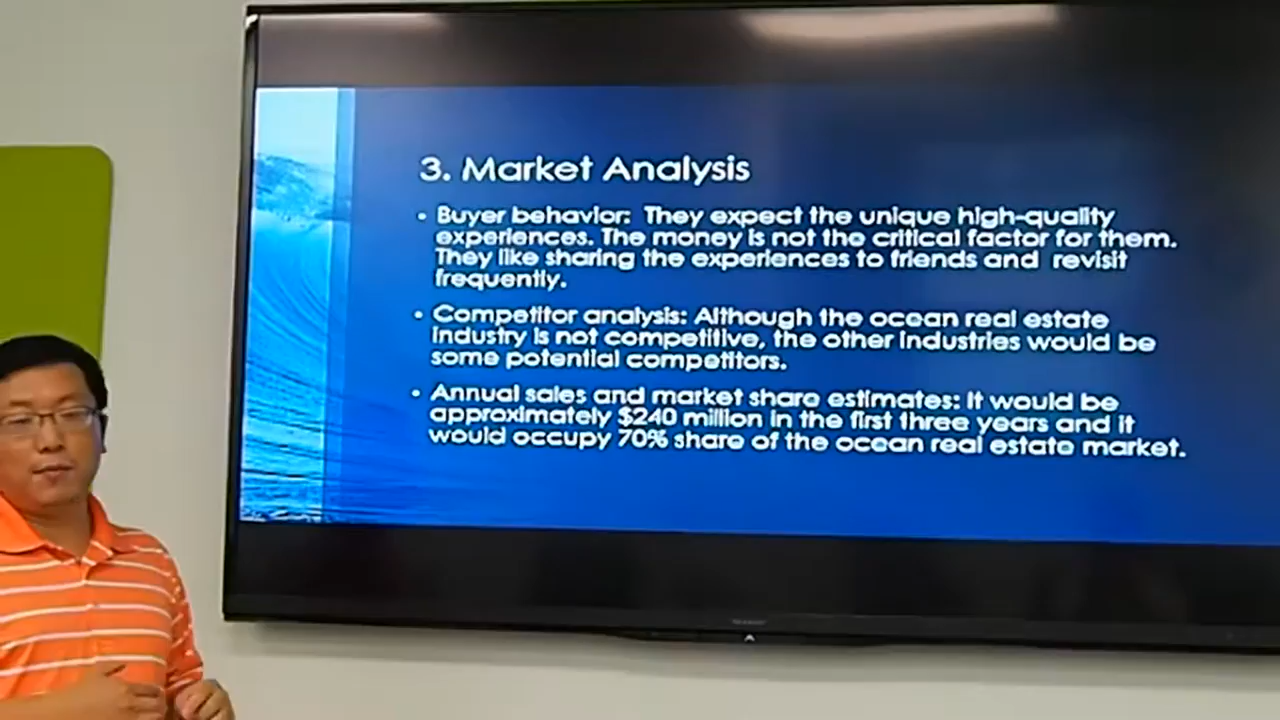 3. Market Analysis
• Buyer behavior: They expect the unique high-quality
experiences. The money is not the critical factor for them.
They like sharing the experiences to friends and revisit
frequently.
• Competitor analysis: Although the ocean real estate
industry is not competitive, the other industries would be
some potential competitors.
• Annual sales and market share estimates: It would be
approximately $240 million in the first three years and it
would occupy 70% share of the ocean real estate market.